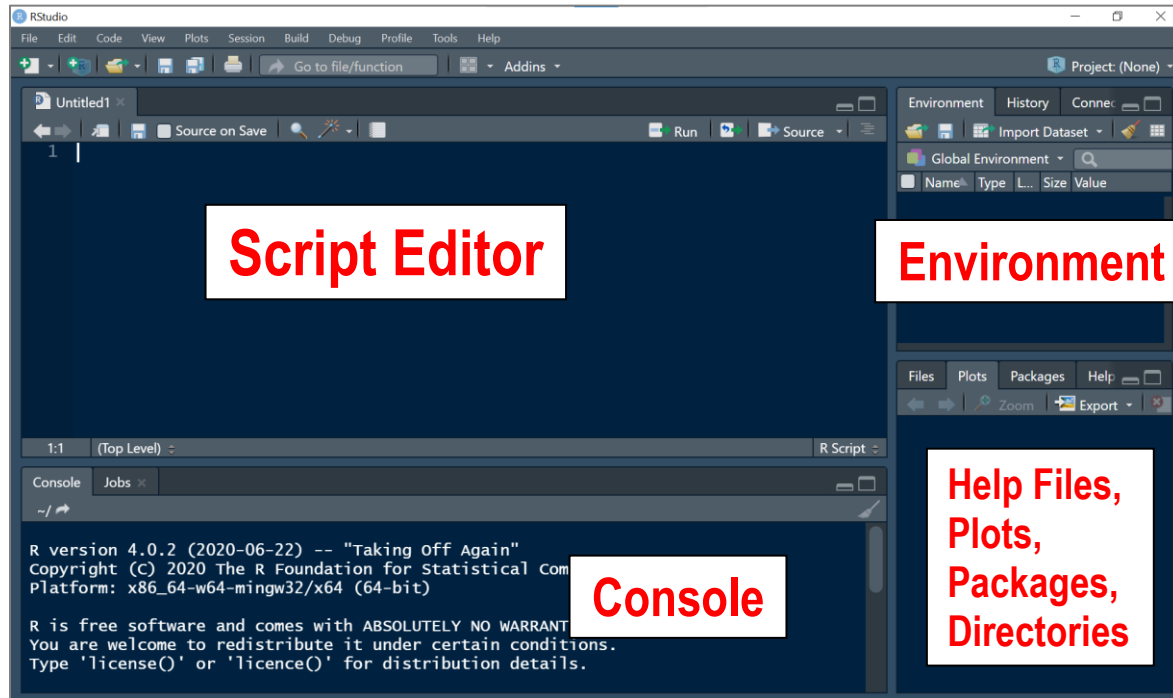 RStudio
File Edit Code View Plots Session Build Debug Profile Tools Help
Go to file/function Addins Project: (None)
Untitled1
Source on Save Run Source
1
Script Editor
1:1 (Top Level) R Script
Console Jobs
~/
R version 4.0.2 (2020-06-22) -- "Taking Off Again"
Copyright (C) 2020 The R Foundation for Statistical Com
Platform: x86_64-w64-mingw32/x64 (64-bit)
R is free software and comes with ABSOLUTELY NO WARRANT
You are welcome to redistribute it under certain conditions.
Type 'license()' or 'licence()' for distribution details.
Console
Environment History Connec
Import Dataset
Global Environment
Name Type L... Size Value
Environment
Files Plots Packages Help
Zoom Export
Help Files,
Plots,
Packages,
Directories